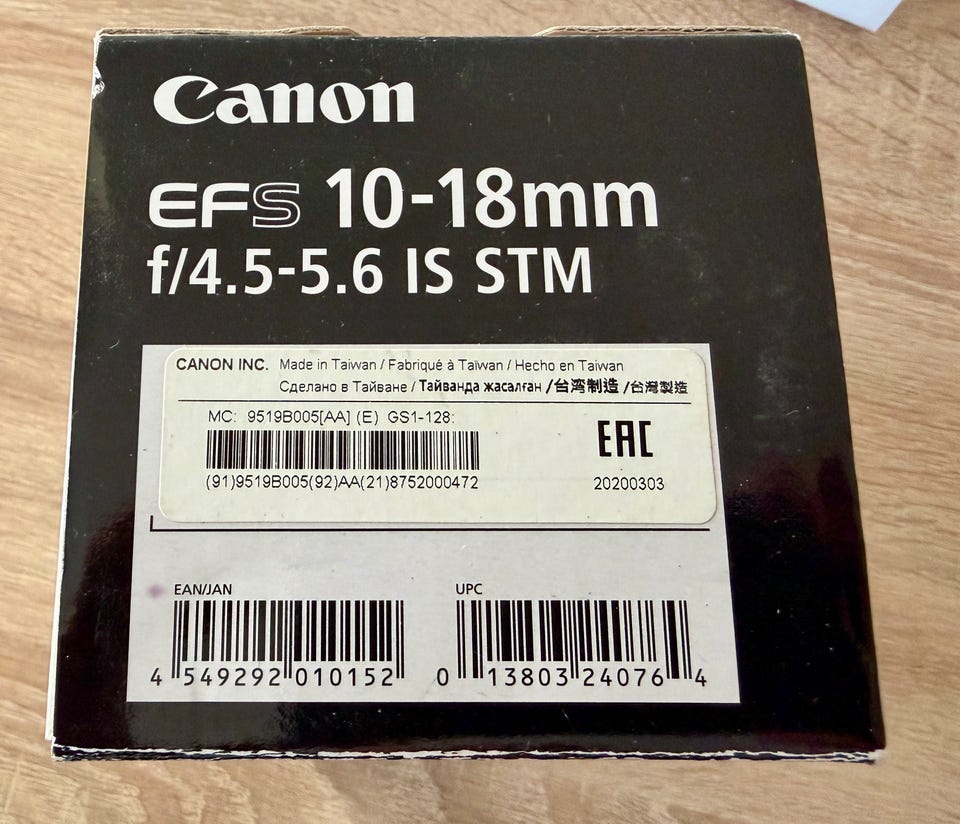 Canon
EFS 10-18mm
f/4.5-5.6 IS STM
CANON INC. Made in Taiwan / Fabriqué à Taïwan / Hecho en Taiwan
Сделано в Тайване / Тайванда жасалған /台湾制造 /台灣製造
MC: 9519B005[AA] (E) GS1-128:
(91)9519B005(92)AA(21)8752000472
EAC
20200303
EAN/JAN
4 549292 010152
UPC
0 13803 24076 4